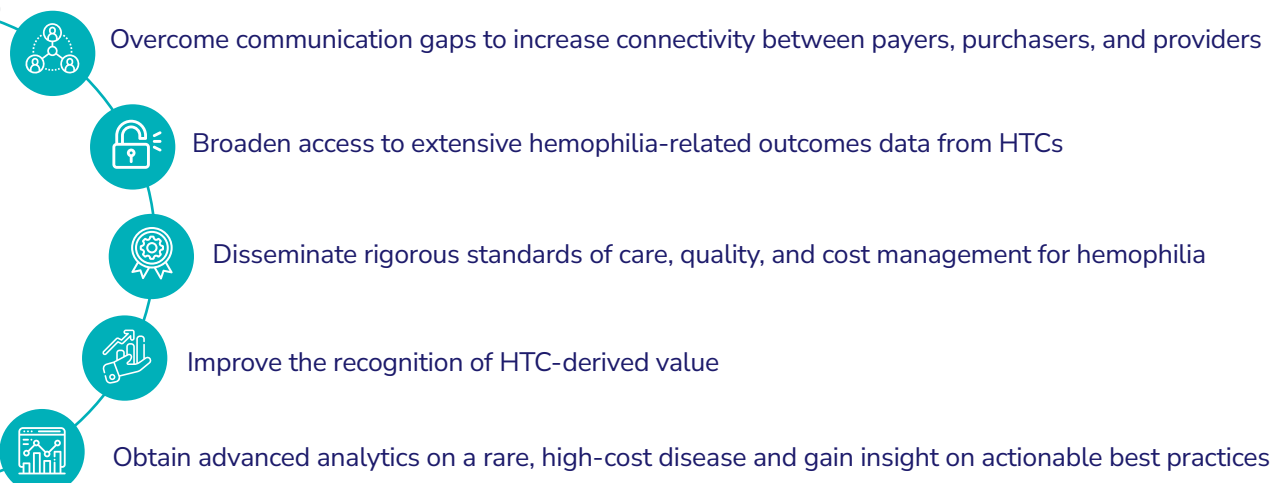 Overcome communication gaps to increase connectivity between payers, purchasers, and providers
Broaden access to extensive hemophilia-related outcomes data from HTCs
Disseminate rigorous standards of care, quality, and cost management for hemophilia
Improve the recognition of HTC-derived value
Obtain advanced analytics on a rare, high-cost disease and gain insight on actionable best practices